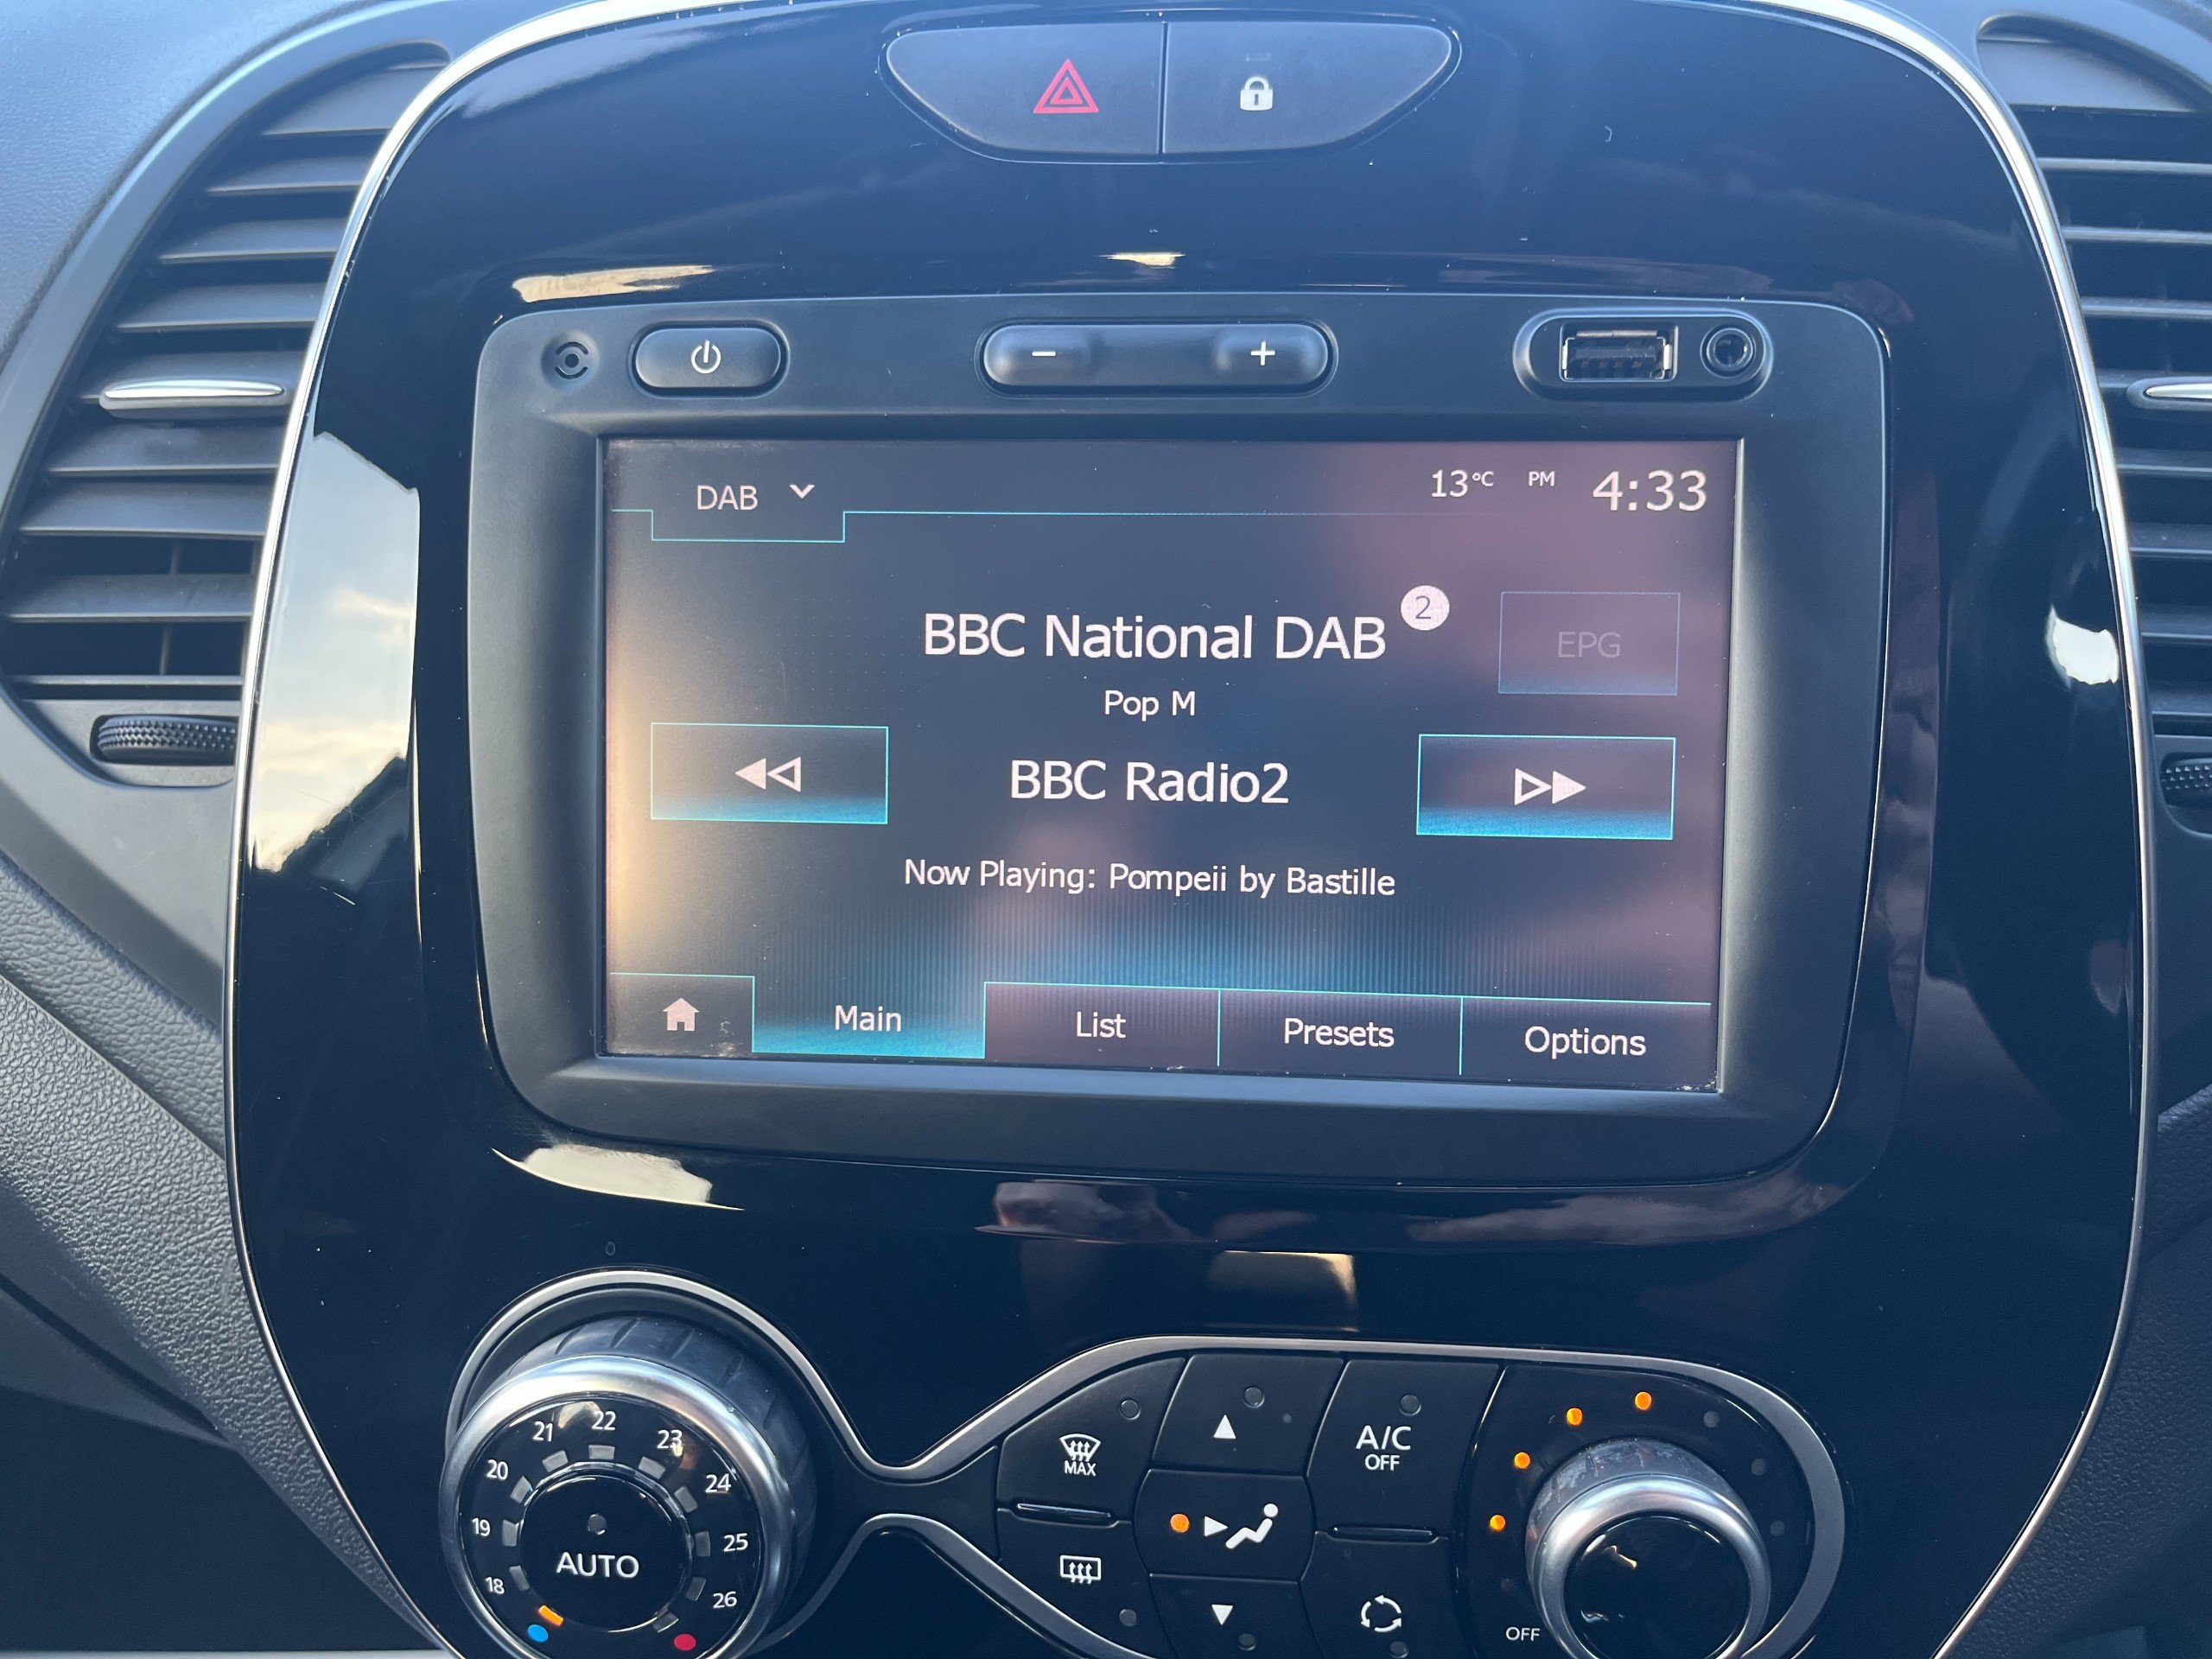 DAB
13°C PM 4:33
BBC National DAB 2
EPG
Pop M
BBC Radio2
Now Playing: Pompeii by Bastille
Main List Presets Options
18 19 20 21 22 23 24 25 26
AUTO
MAX
A/C
OFF
OFF